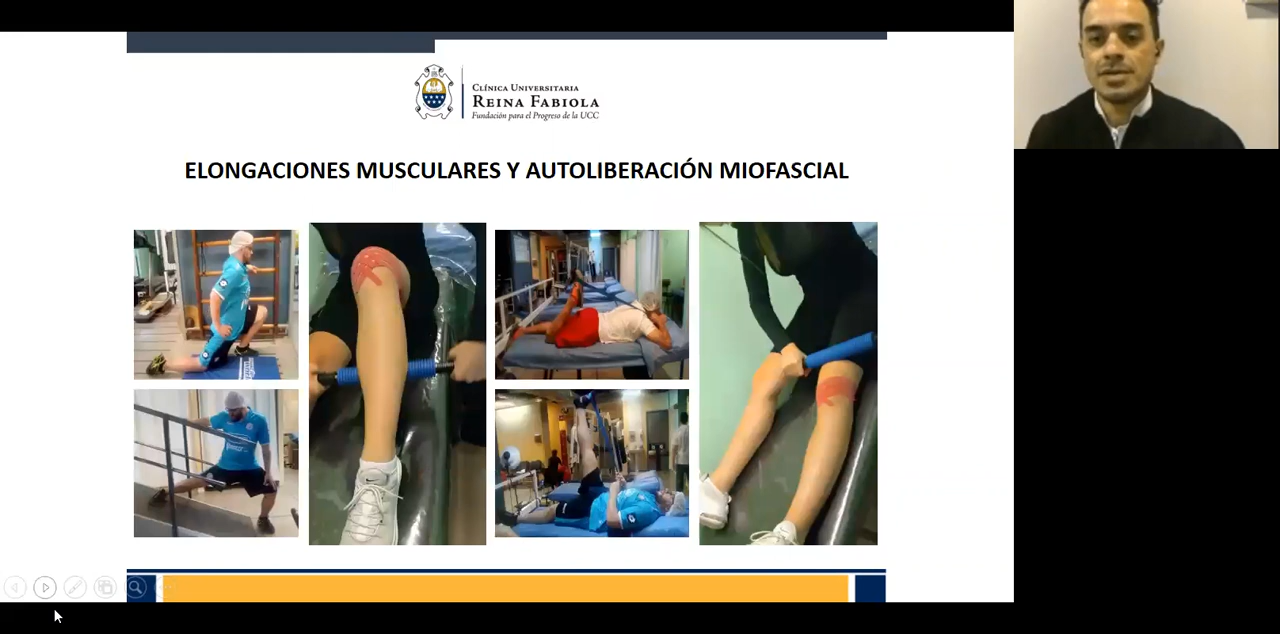 CLÍNICA UNIVERSITARIA
REINA FABIOLA
Fundación para el Progreso de la UCC
ELONGACIONES MUSCULARES Y AUTOLIBERACIÓN MIOFASCIAL